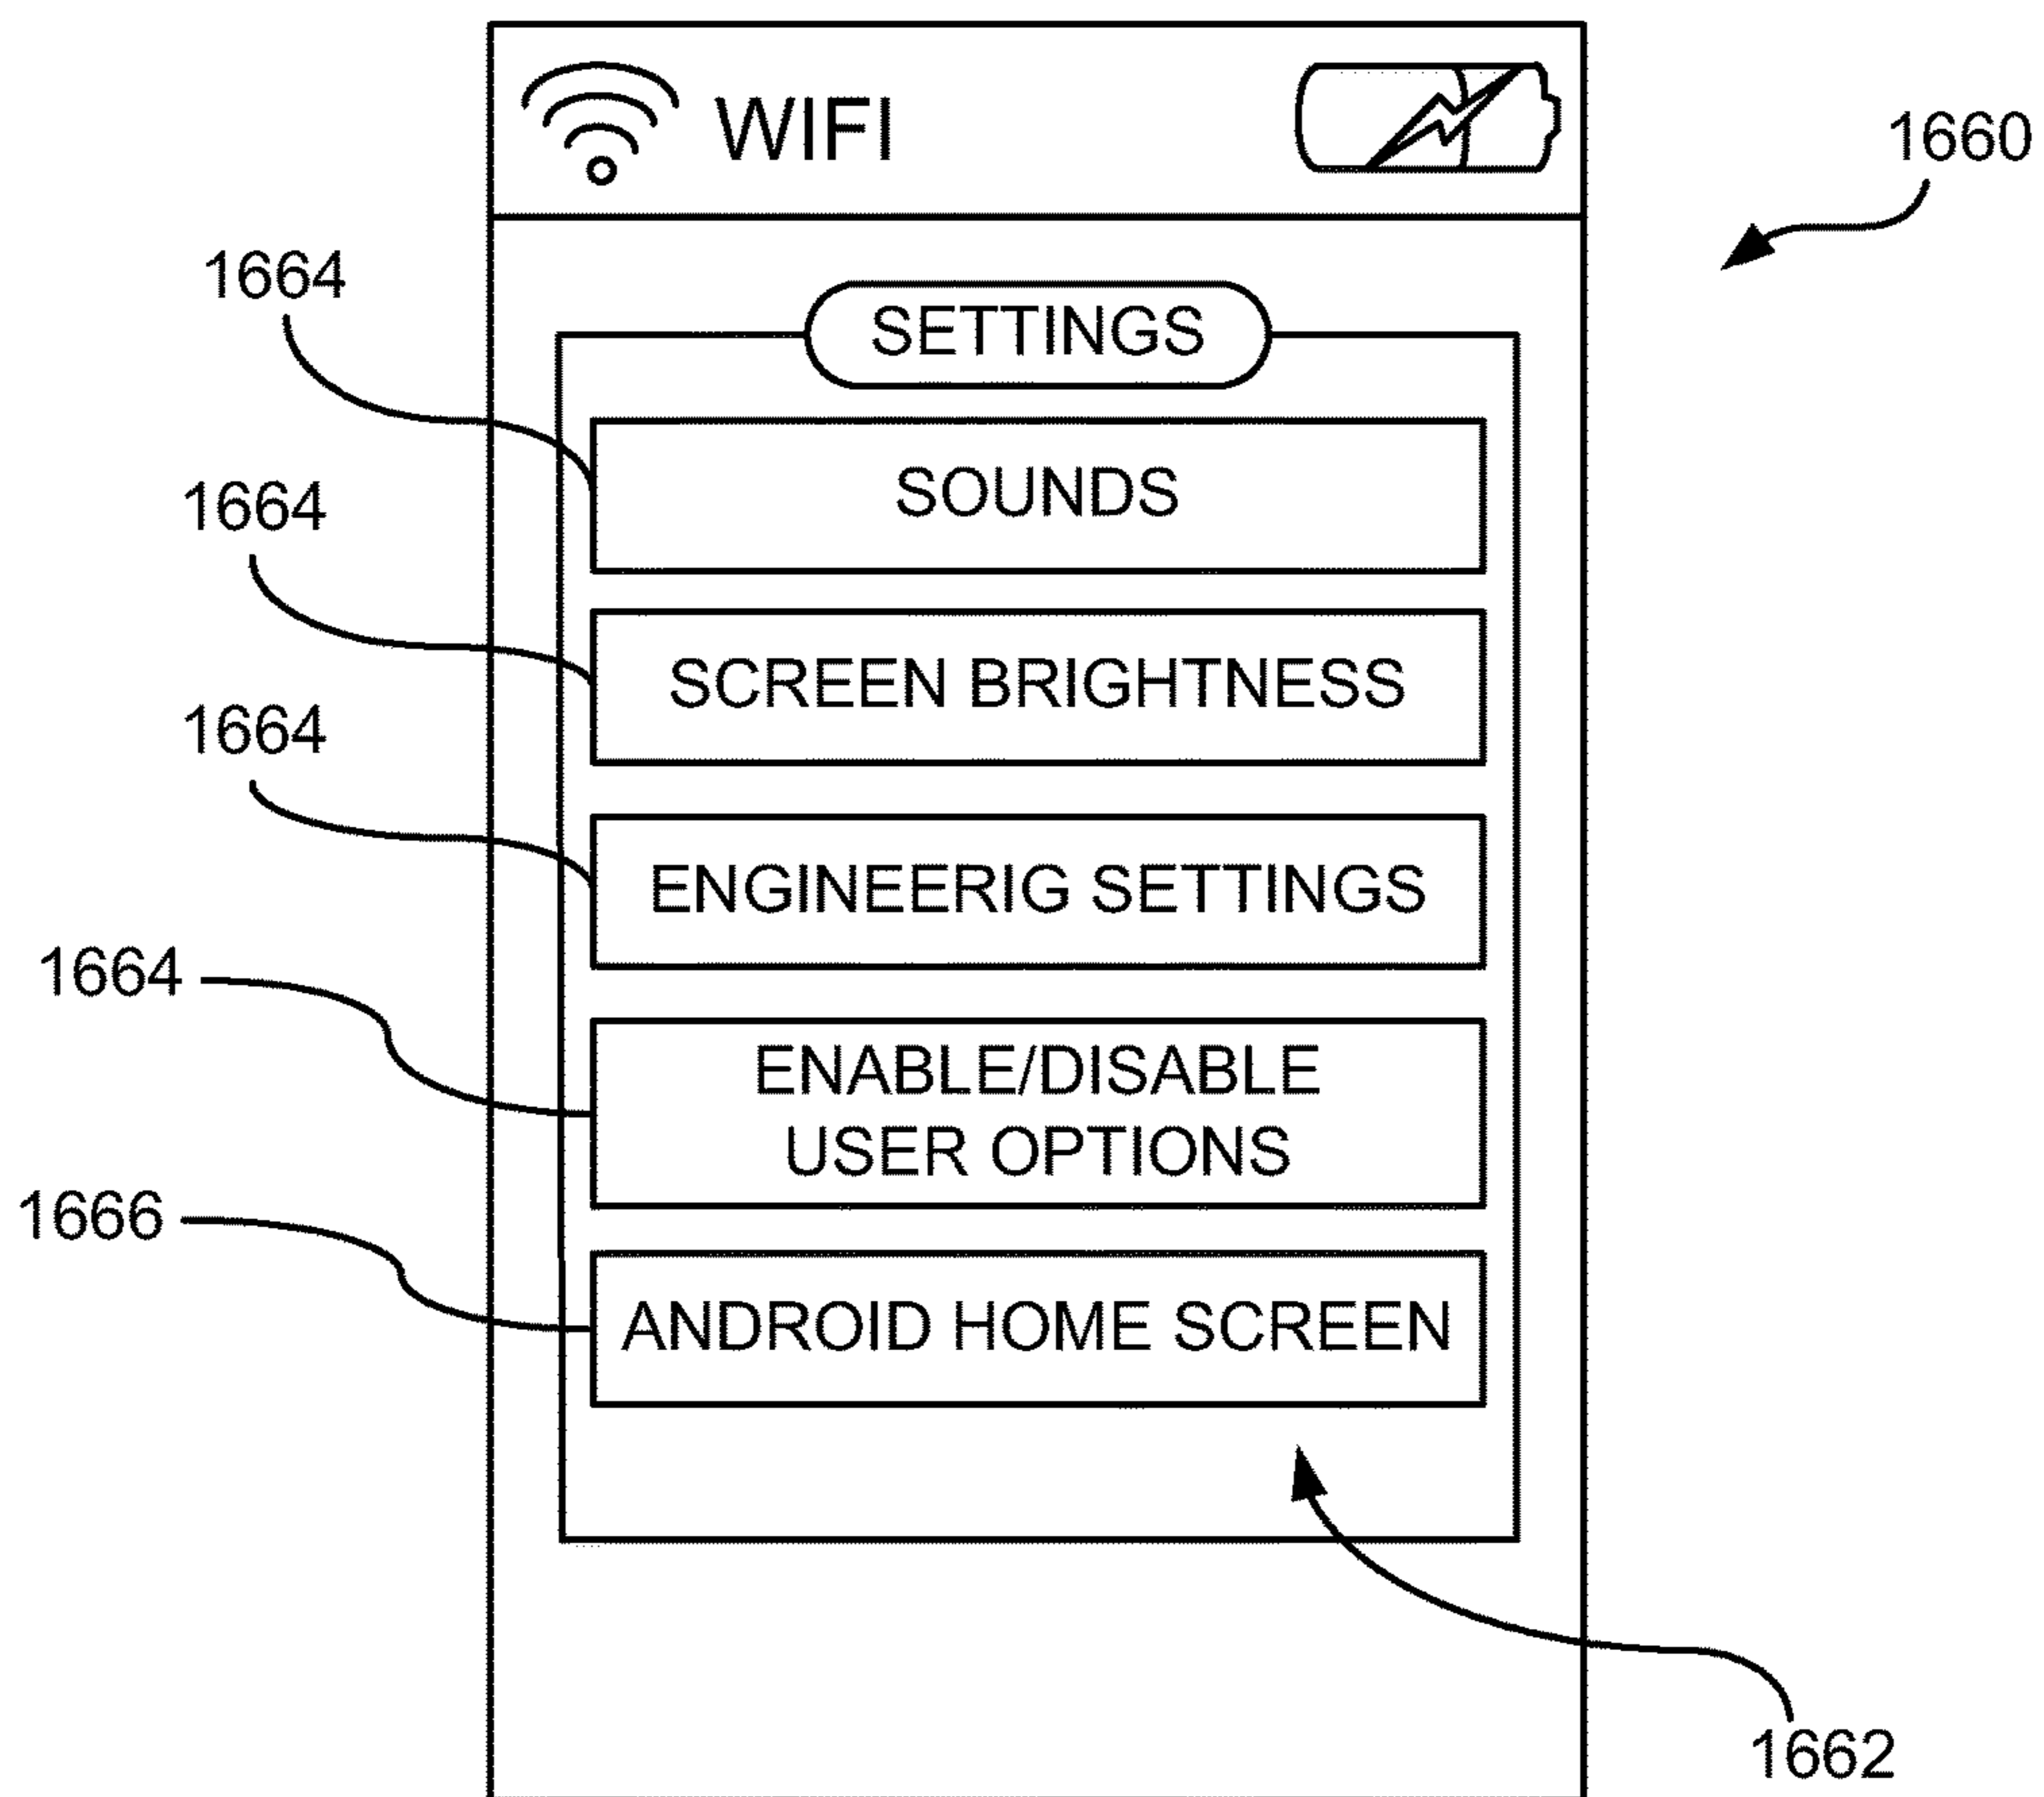 WIFI
1660
1664
SETTINGS
SOUNDS
1664
SCREEN BRIGHTNESS
1664
ENGINEERIG SETTINGS
1664
ENABLE/DISABLE
USER OPTIONS
1666
ANDROID HOME SCREEN
1662